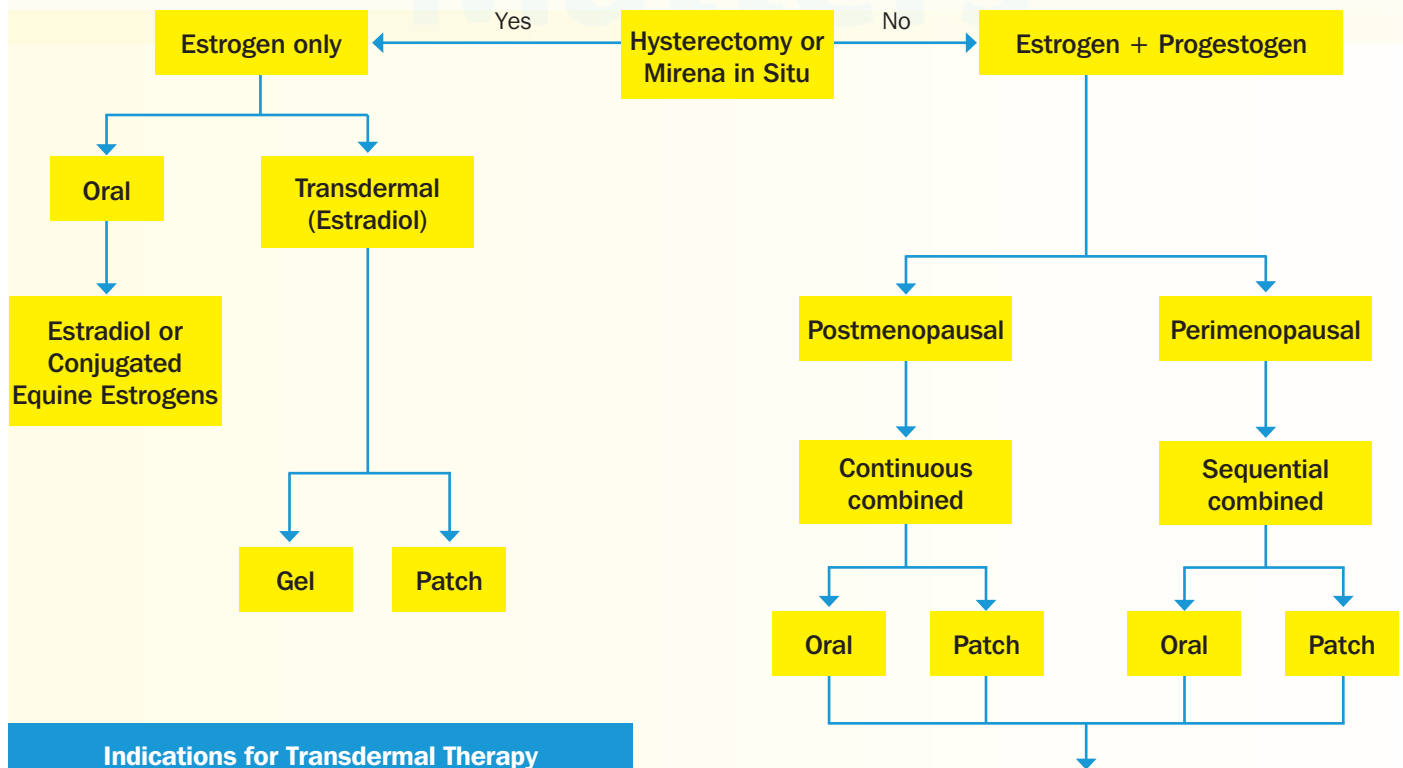 Yes
No
Estrogen only
Hysterectomy or
Mirena in Situ
Estrogen + Progestogen
Oral
Transdermal
(Estradiol)
Estradiol or
Conjugated
Equine Estrogens
Gel
Patch
Postmenopausal
Perimenopausal
Continuous
combined
Sequential
combined
Oral
Patch
Oral
Patch
Indications for Transdermal Therapy